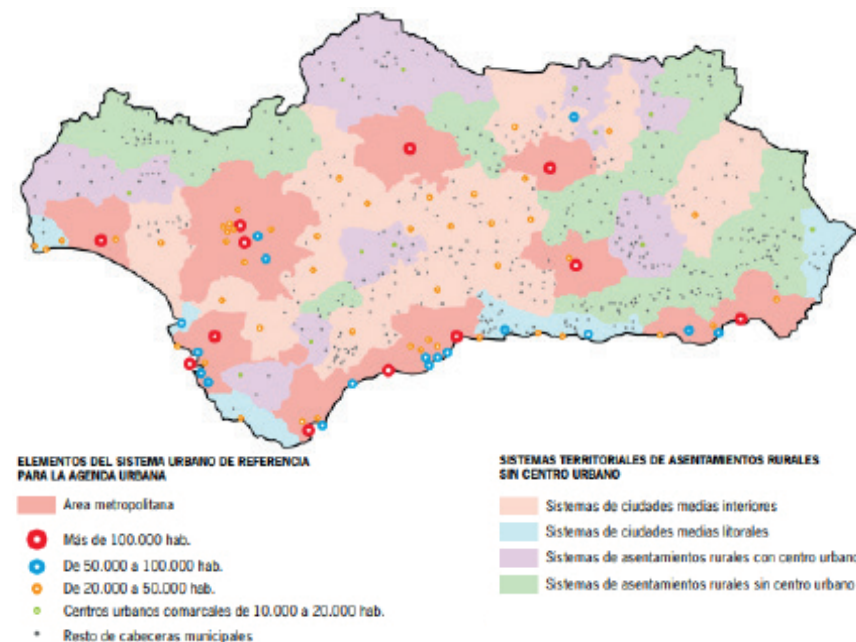 ELEMENTOS DEL SISTEMA URBANO DE REFERENCIA
PARA LA AGENDA URBANA
Area metropolitana
Más de 100.000 hab.
De 50.000 a 100.000 hab.
De 20.000 a 50.000 hab.
Centros urbanos comarcales de 10.000 a 20.000 hab.
Resto de cabeceras municipales
SISTEMAS TERRITORIALES DE ASENTAMIENTOS RURALES
SIN CENTRO URBANO
Sistemas de ciudades medias interiores
Sistemas de ciudades medias litorales
Sistemas de asentamientos rurales con centro urbano
Sistemas de asentamientos rurales sin centro urbano